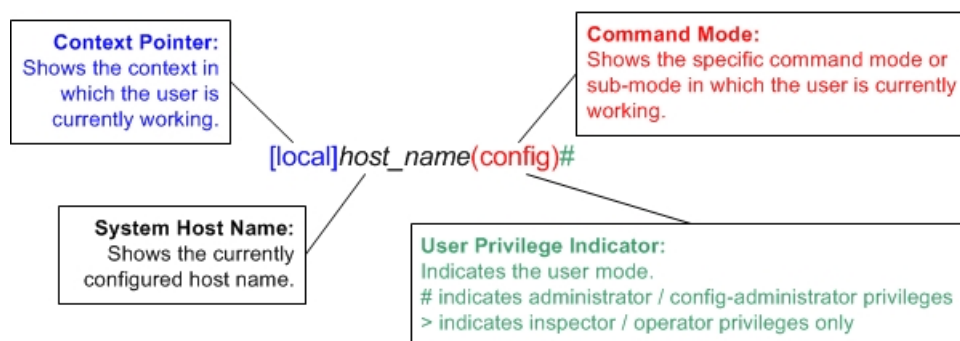 Context Pointer:
Shows the context in
which the user is
currently working.
Command Mode:
Shows the specific command mode or
sub-mode in which the user is currently
working.
[local]host_name(config)#
System Host Name:
Shows the currently
configured host name.
User Privilege Indicator:
Indicates the user mode.
# indicates administrator / config-administrator privileges
> indicates inspector / operator privileges only